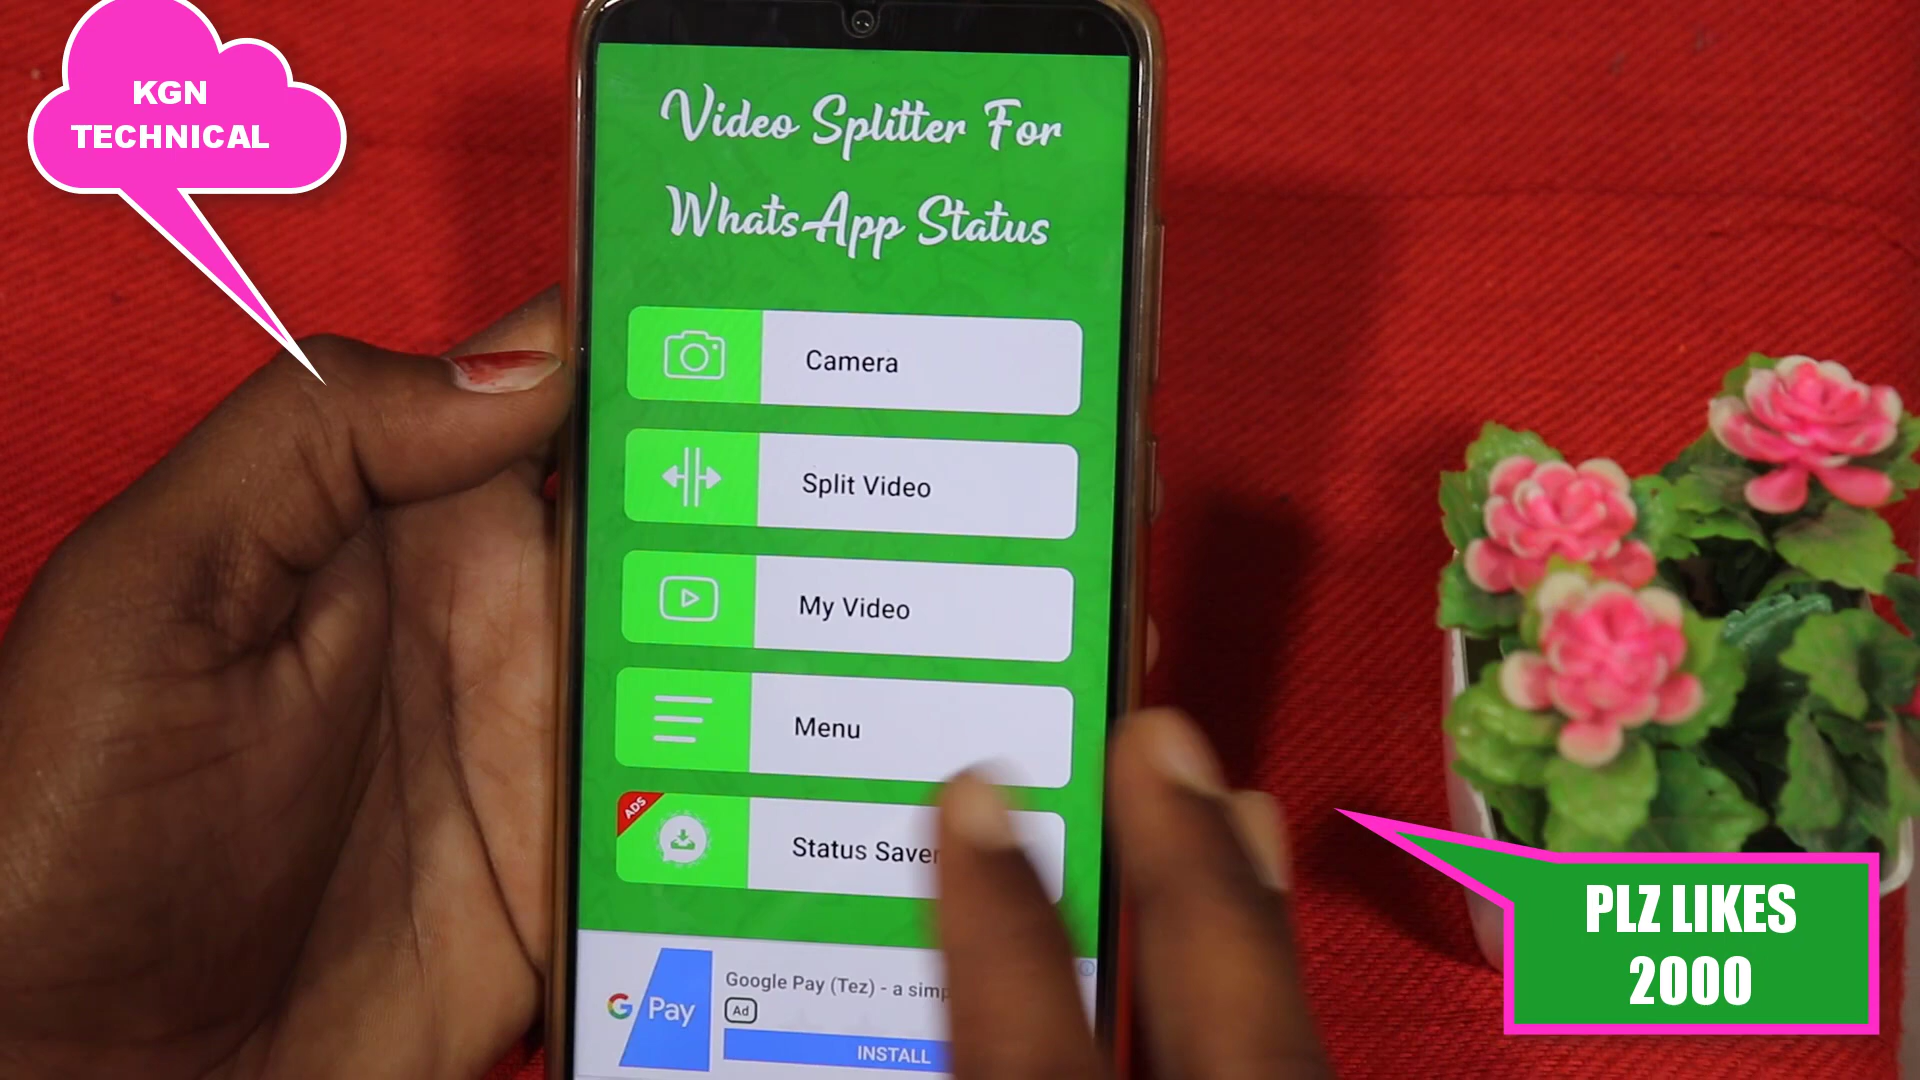 KGN
TECHNICAL
Video Splitter For
WhatsApp Status
Camera
Split Video
My Video
Menu
ADS
Status Saver
G Pay
Google Pay (Tez) - a simp
Ad
INSTALL
PLZ LIKES
2000